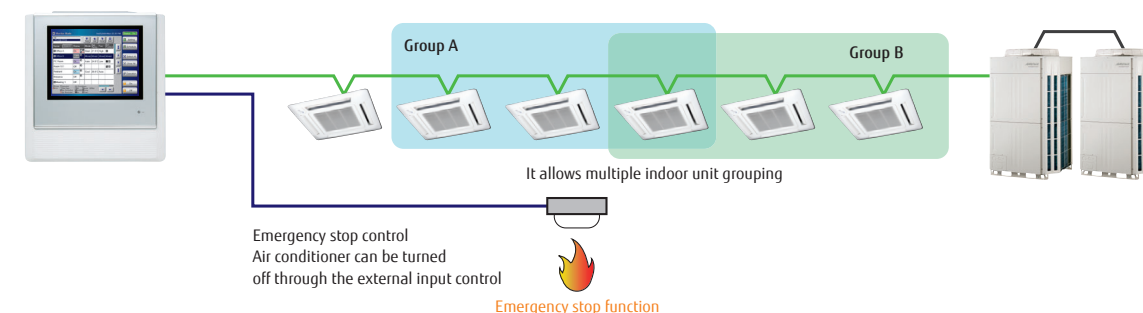 Group A
Group B
It allows multiple indoor unit grouping
Emergency stop control
Air conditioner can be turned
off through the external input control
Emergency stop function